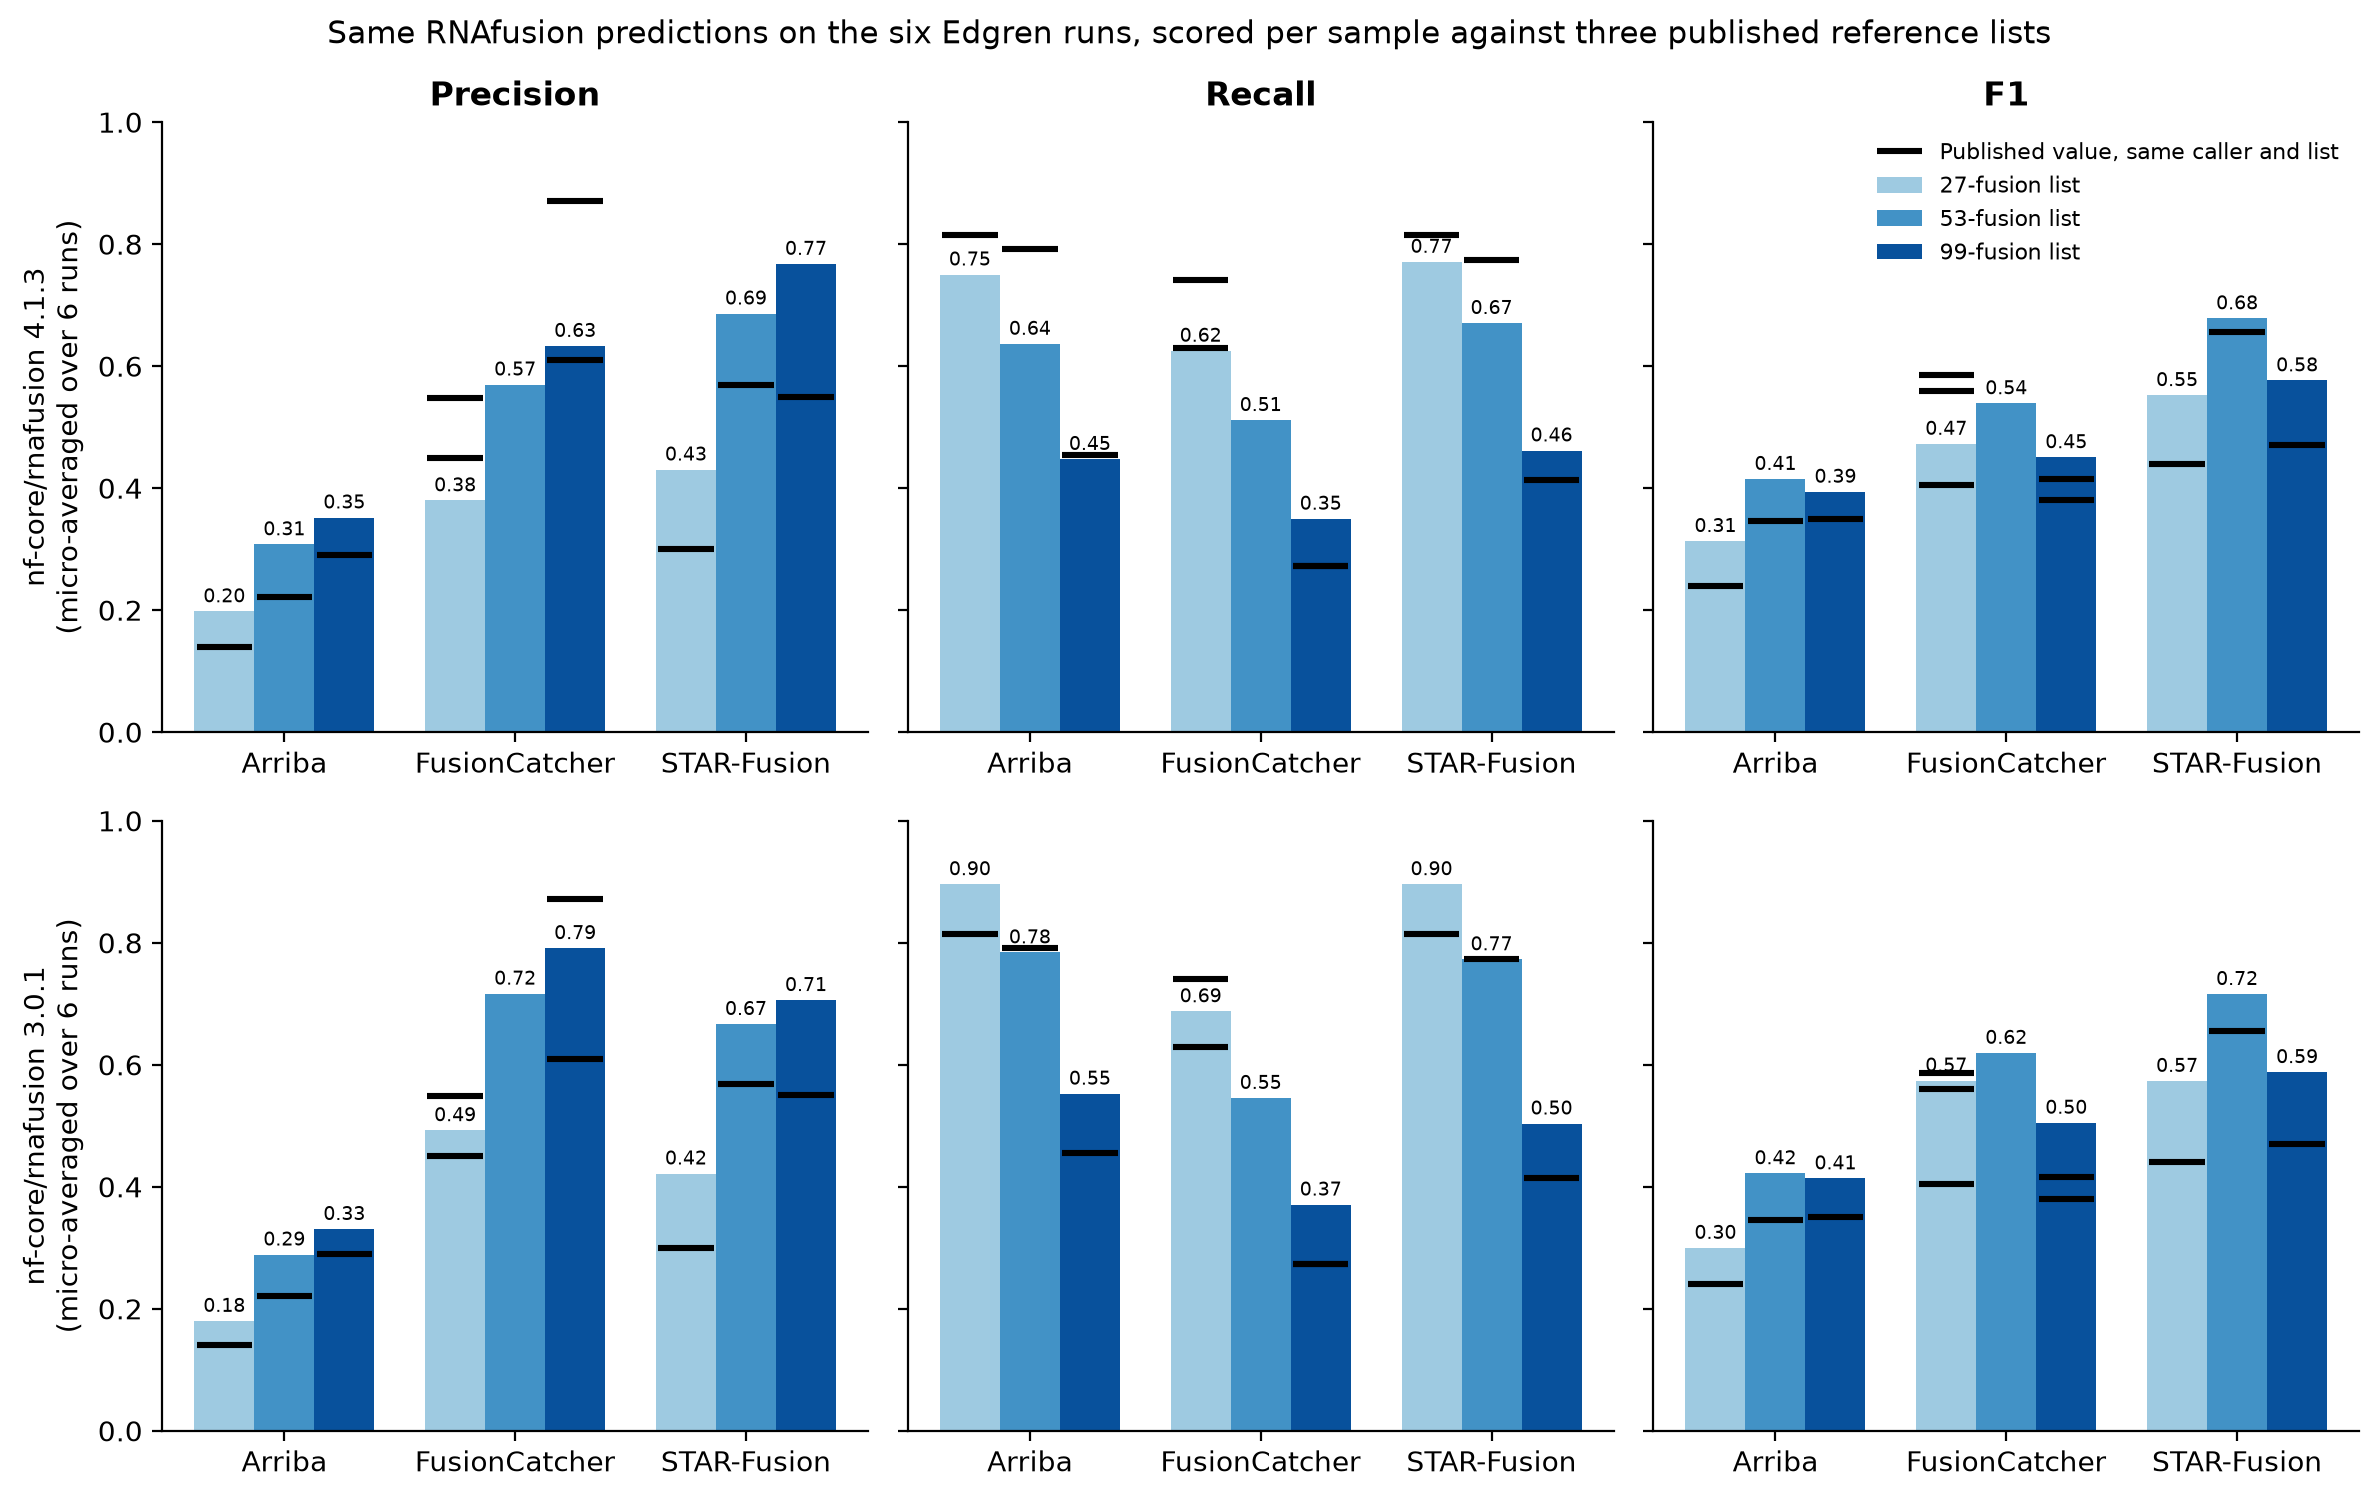 Same RNAfusion predictions on the six Edgren runs, scored per sample against three published reference lists
Precision
Recall
F1
nf-core/rnafusion 4.1.3
(micro-averaged over 6 runs)
1.0
0.8
0.6
0.4
0.2
0.0
0.20
0.31
0.35
0.38
0.57
0.63
0.43
0.69
0.77
Arriba
FusionCatcher
STAR-Fusion
0.75
0.64
0.45
0.62
0.51
0.35
0.77
0.67
0.46
Arriba
FusionCatcher
STAR-Fusion
Published value, same caller and list
27-fusion list
53-fusion list
99-fusion list
0.31
0.41
0.39
0.47
0.54
0.45
0.55
0.68
0.58
Arriba
FusionCatcher
STAR-Fusion
nf-core/rnafusion 3.0.1
(micro-averaged over 6 runs)
1.0
0.8
0.6
0.4
0.2
0.0
0.18
0.29
0.33
0.49
0.72
0.79
0.42
0.67
0.71
Arriba
FusionCatcher
STAR-Fusion
0.90
0.78
0.55
0.69
0.55
0.37
0.90
0.77
0.50
Arriba
FusionCatcher
STAR-Fusion
0.30
0.42
0.41
0.57
0.62
0.50
0.57
0.72
0.59
Arriba
FusionCatcher
STAR-Fusion